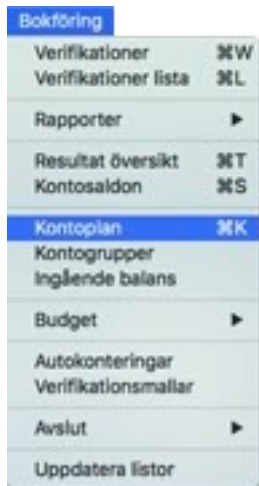 Bokföring
Verifikationer ⌘W
Verifikationer lista ⌘L
Rapporter ▶
Resultat översikt ⌘T
Kontosaldon ⌘S
Kontoplan ⌘K
Kontogrupper
Ingående balans
Budget ▶
Autokonteringar
Verifikationsmallar
Avslut ▶
Uppdatera listor